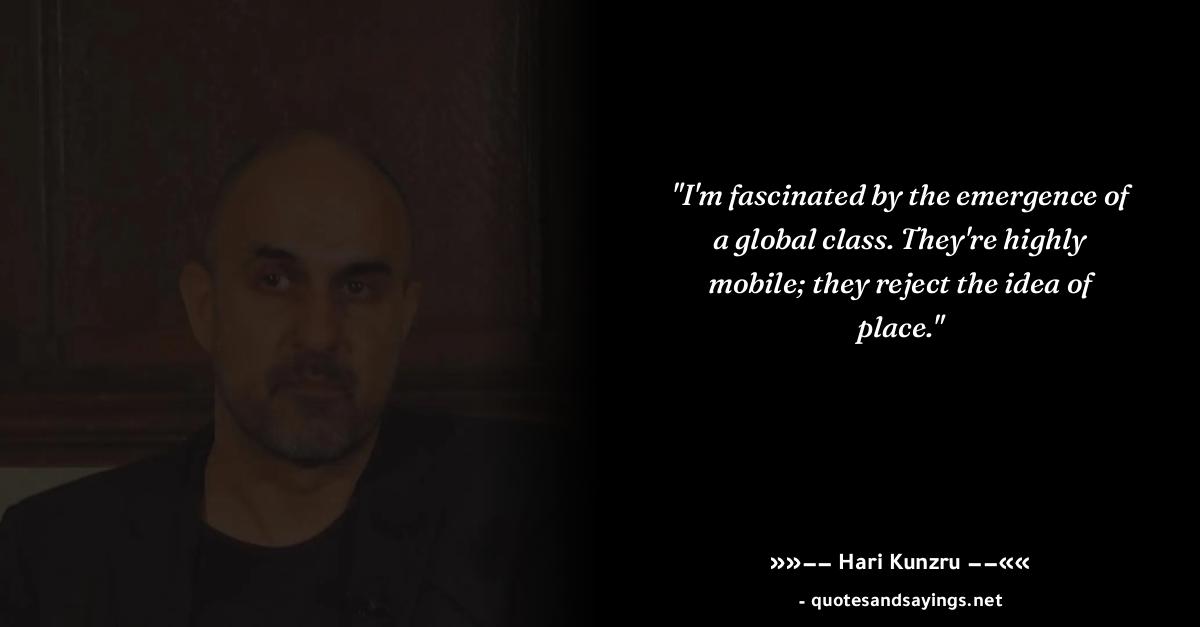 "I'm fascinated by the emergence of
a global class. They're highly
mobile; they reject the idea of
place."
»»–– Hari Kunzru ––««
- quotesandsayings.net